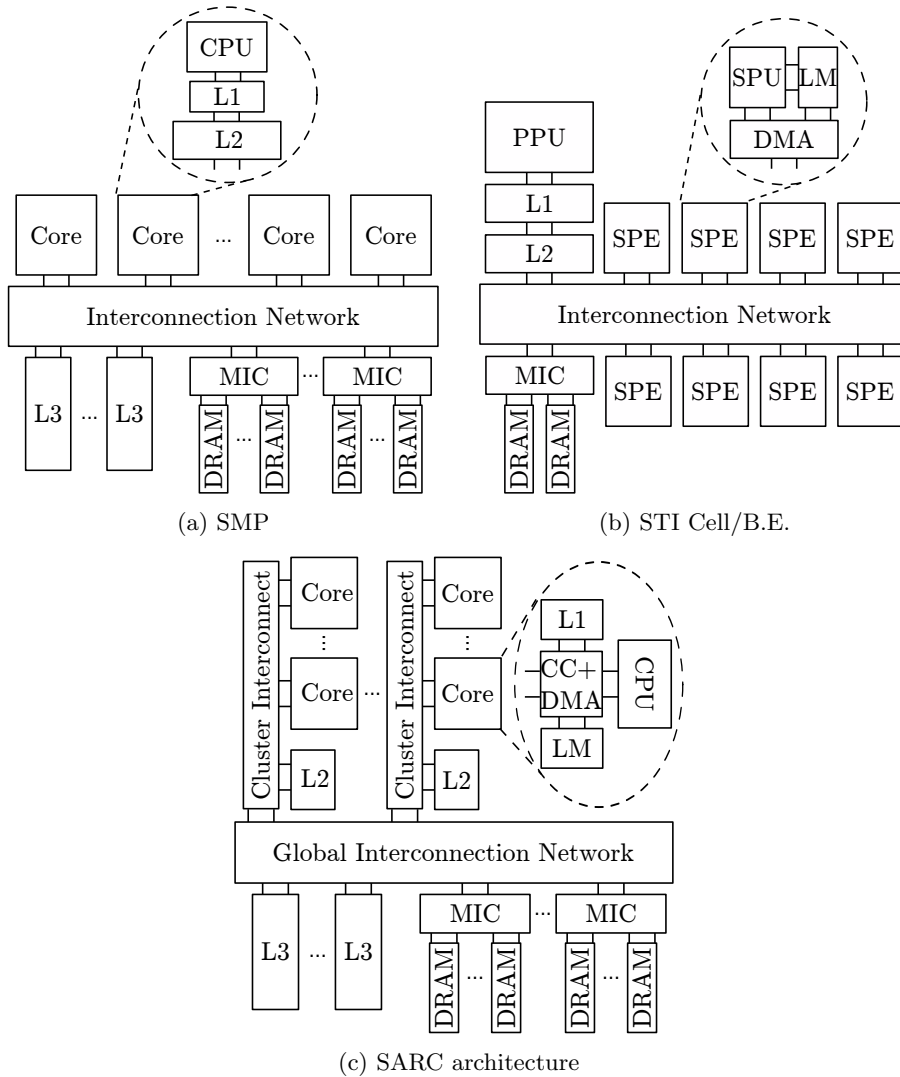 CPU
L1
L2
Core
Core
...
Core
Core
Interconnection Network
L3
...
L3
MIC
...
MIC
DRAM
...
DRAM
DRAM
...
DRAM
(a) SMP
SPU
LM
DMA
PPU
L1
L2
SPE
SPE
SPE
SPE
Interconnection Network
MIC
DRAM
DRAM
SPE
SPE
SPE
SPE
(b) STI Cell/B.E.
Cluster Interconnect
Core
...
Core
L2
...
Cluster Interconnect
Core
...
Core
L2
L1
CC+
DMA
LM
CPU
Global Interconnection Network
L3
...
L3
MIC
...
MIC
DRAM
...
DRAM
DRAM
...
DRAM
(c) SARC architecture